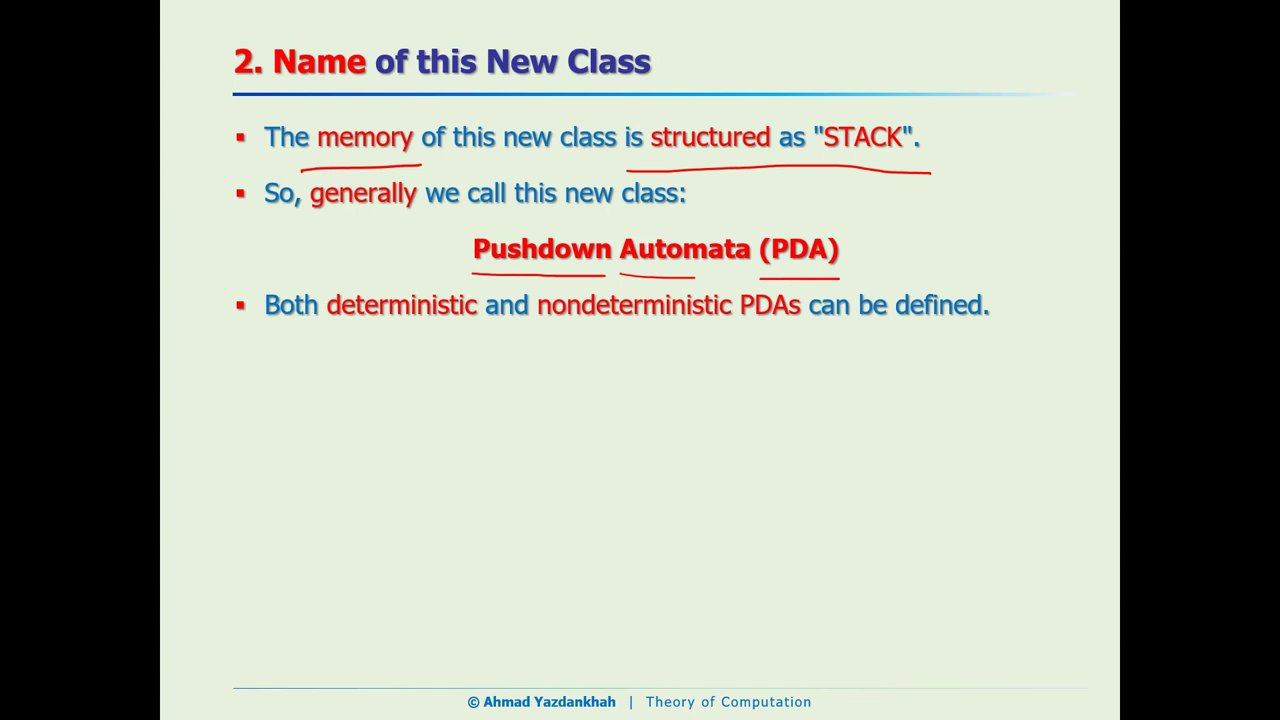 2. Name of this New Class
▪ The memory of this new class is structured as "STACK".
▪ So, generally we call this new class:
Pushdown Automata (PDA)
▪ Both deterministic and nondeterministic PDAs can be defined.
© Ahmad Yazdankhah | Theory of Computation